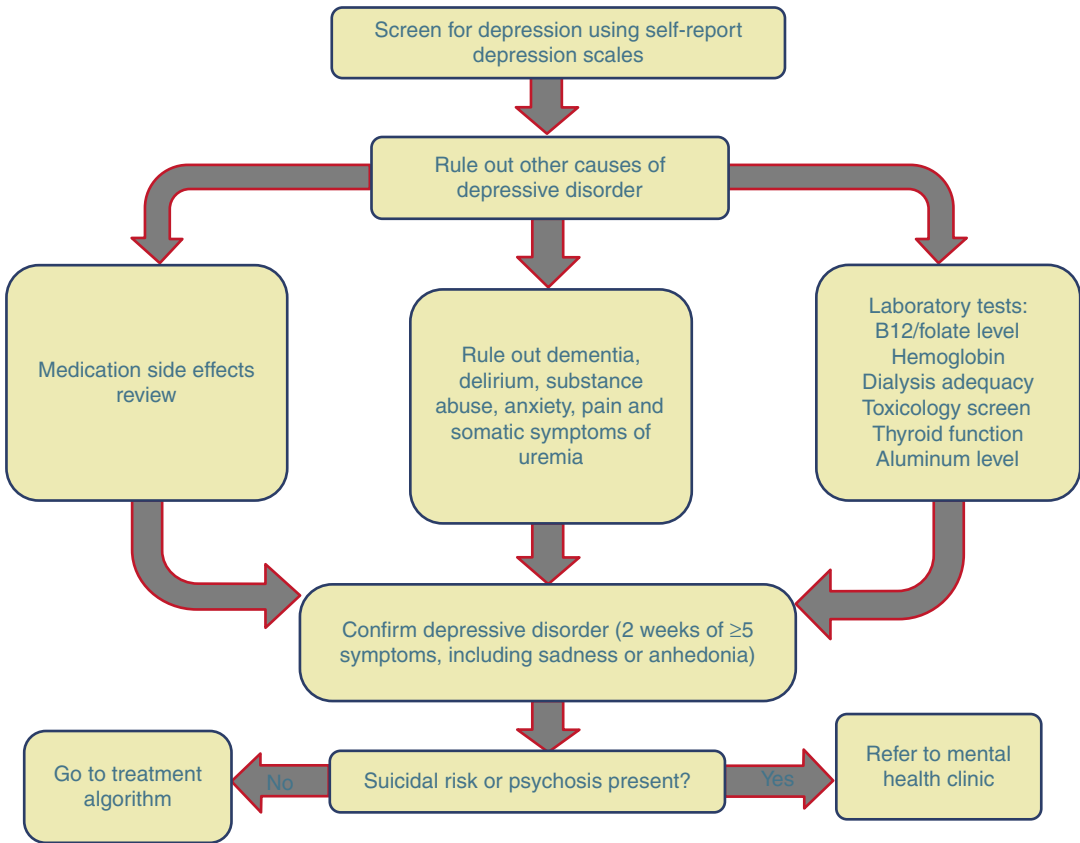 Screen for depression using self-report
depression scales
Rule out other causes of
depressive disorder
Medication side effects
review
Rule out dementia,
delirium, substance
abuse, anxiety, pain and
somatic symptoms of
uremia
Laboratory tests:
B12/folate level
Hemoglobin
Dialysis adequacy
Toxicology screen
Thyroid function
Aluminum level
Confirm depressive disorder (2 weeks of ≥5
symptoms, including sadness or anhedonia)
Go to treatment
algorithm
No
Suicidal risk or psychosis present?
Yes
Refer to mental
health clinic